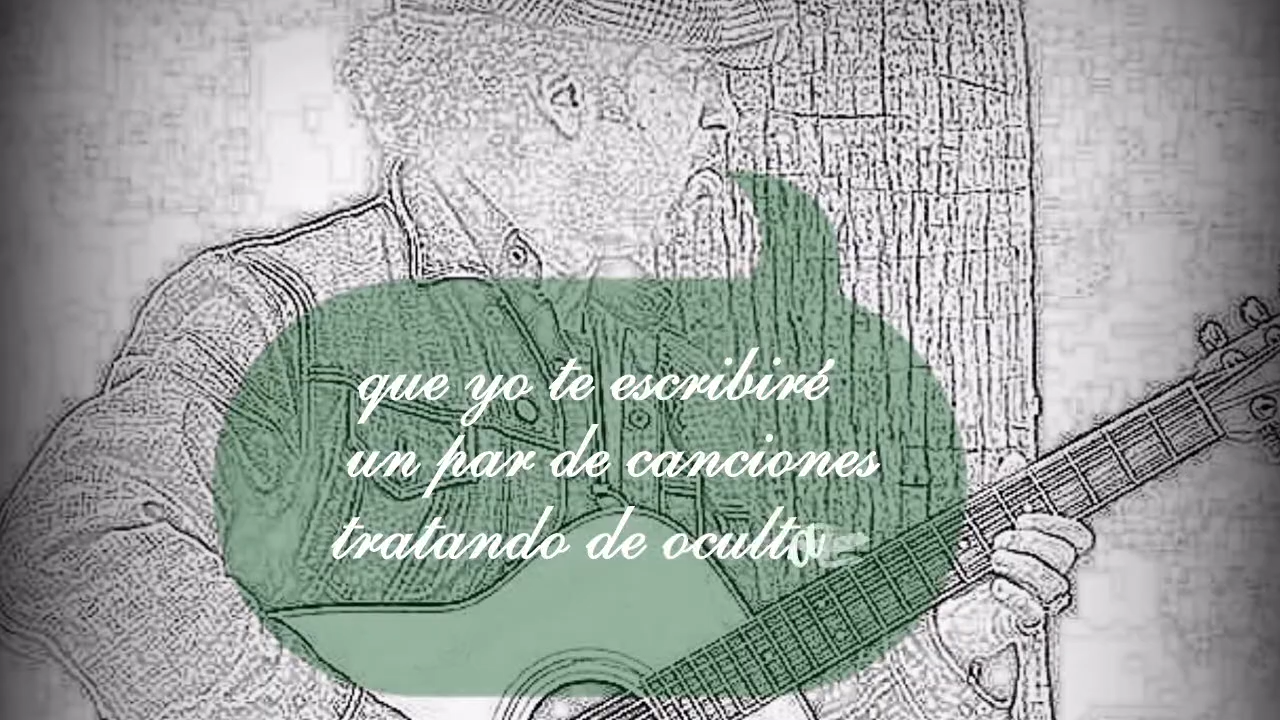 que yo te escribiré
un par de canciones
tratando de